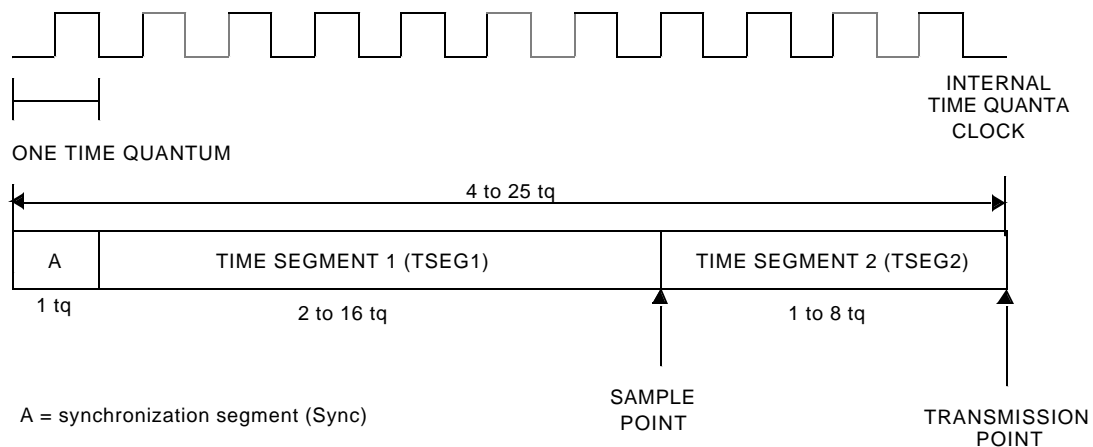 INTERNAL
TIME QUANTA
CLOCK
ONE TIME QUANTUM
4 to 25 tq
A
TIME SEGMENT 1 (TSEG1)
TIME SEGMENT 2 (TSEG2)
1 tq
2 to 16 tq
1 to 8 tq
A = synchronization segment (Sync)
SAMPLE
POINT
TRANSMISSION
POINT